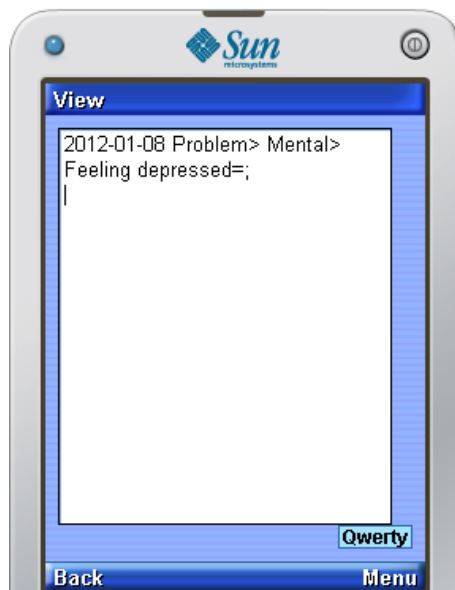 Sun
microsystems
View
2012-01-08 Problem> Mental>
Feeling depressed=;
Qwerty
Back Menu